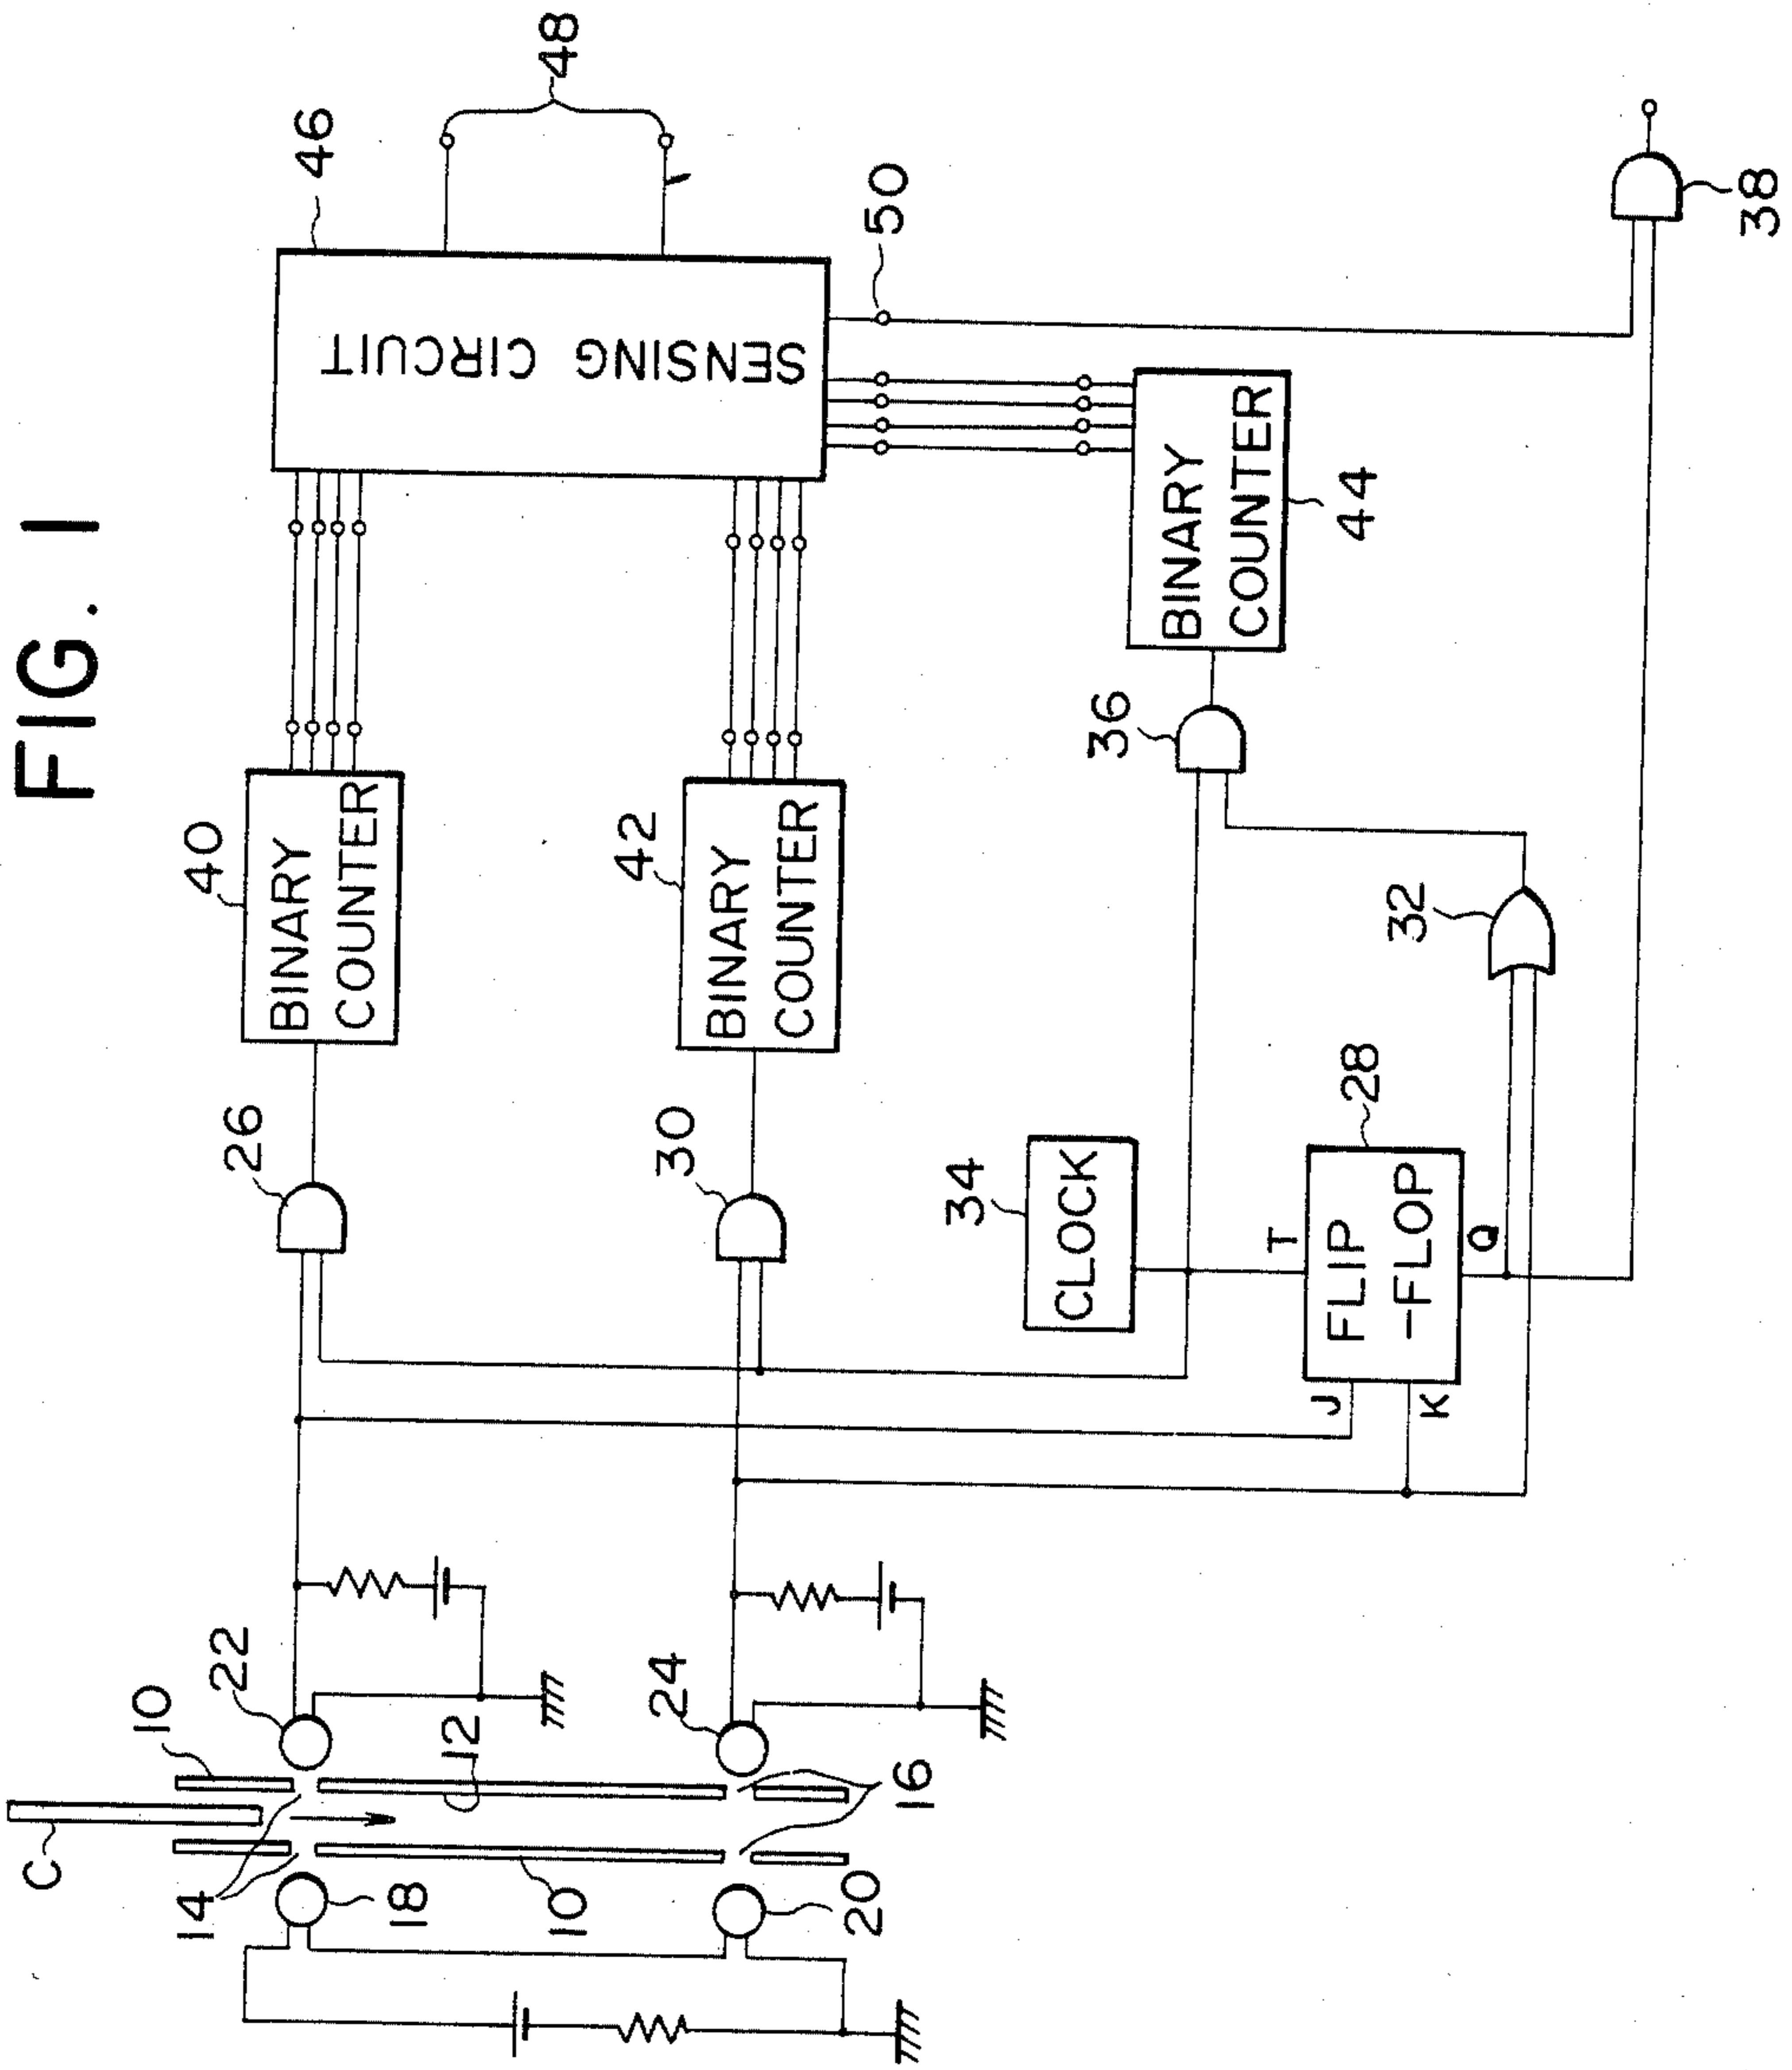 FIG. 1
C
10
22
14
18
12
10
24
16
20
26
30
40
BINARY
COUNTER
42
BINARY
COUNTER
46
SENSING CIRCUIT
48
50
34
CLOCK
T
FLIP
-FLOP
28
J
K
Q
32
36
BINARY
COUNTER
44
38